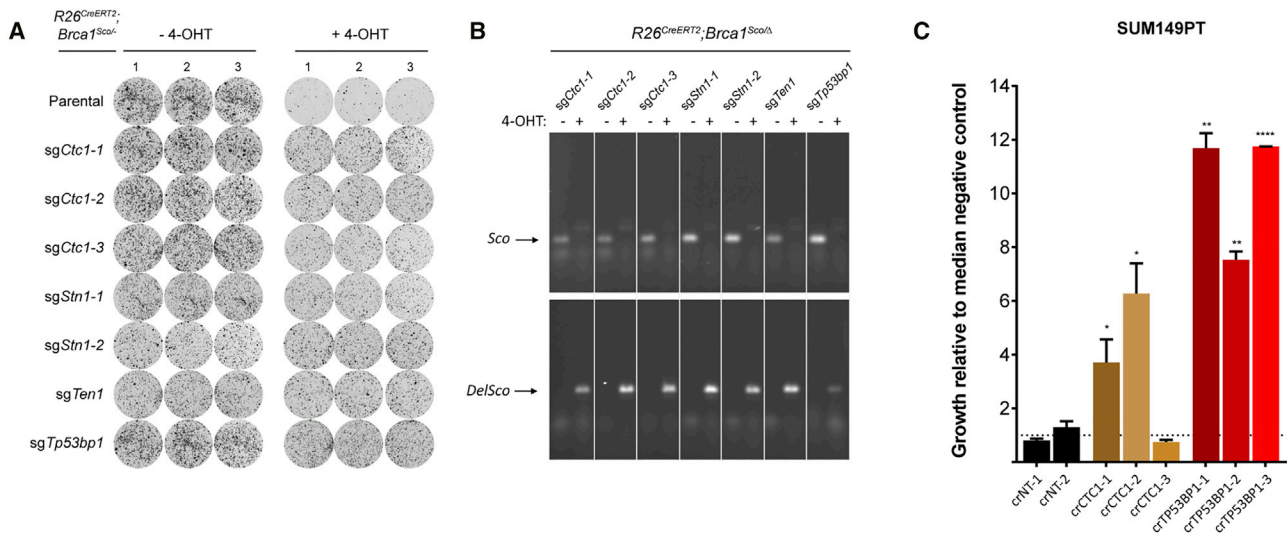 A
R26CreERT2;
Brca1Sco/-
- 4-OHT
+ 4-OHT
1 2 3 1 2 3
Parental
sgCtc1-1
sgCtc1-2
sgCtc1-3
sgStn1-1
sgStn1-2
sgTen1
sgTp53bp1
B
R26CreERT2;Brca1Sco/Δ
sgCtc1-1 sgCtc1-2 sgCtc1-3 sgStn1-1 sgStn1-2 sgTen1 sgTp53bp1
4-OHT: - + - + - + - + - + - + - +
Sco
DelSco
C
SUM149PT
Growth relative to median negative control
14
12
10
8
6
4
2
* * ** ** ****
crNT-1 crNT-2 crCTC1-1 crCTC1-2 crCTC1-3 crTP53BP1-1 crTP53BP1-2 crTP53BP1-3